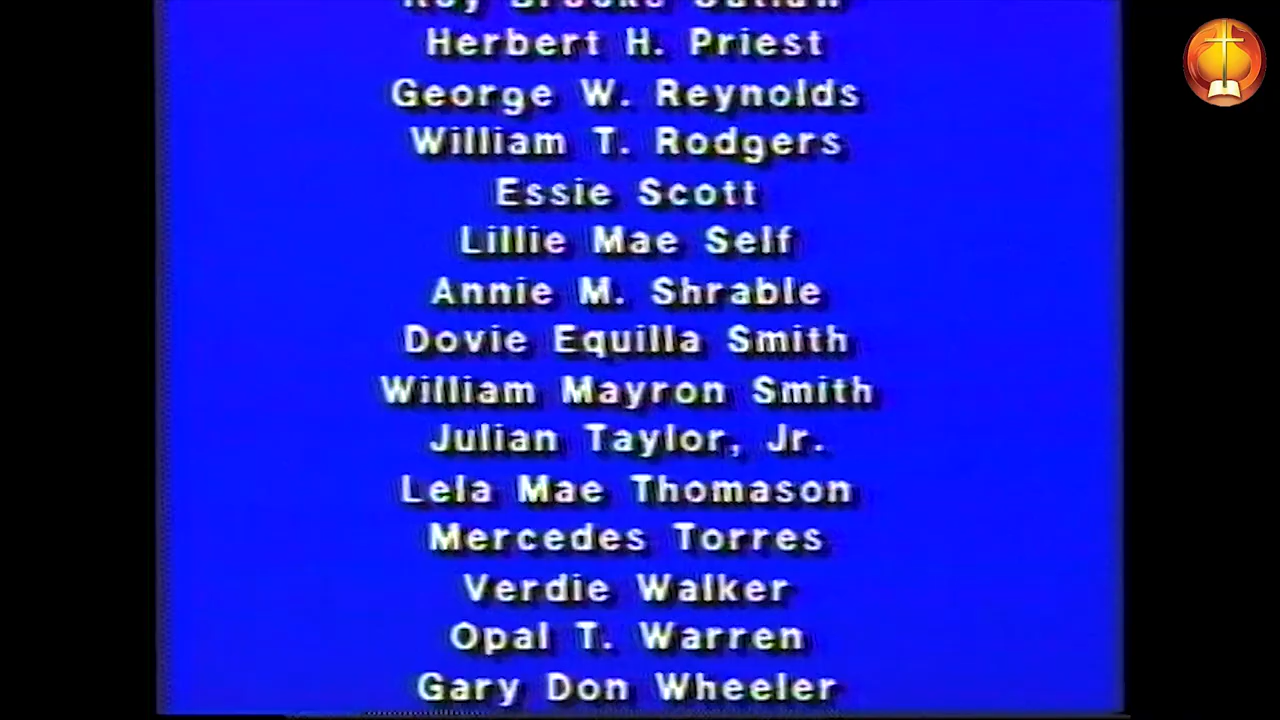 Herbert H. Priest
George W. Reynolds
William T. Rodgers
Essie Scott
Lillie Mae Self
Annie M. Shrable
Dovie Equilla Smith
William Mayron Smith
Julian Taylor, Jr.
Lela Mae Thomason
Mercedes Torres
Verdie Walker
Opal T. Warren
Gary Don Wheeler